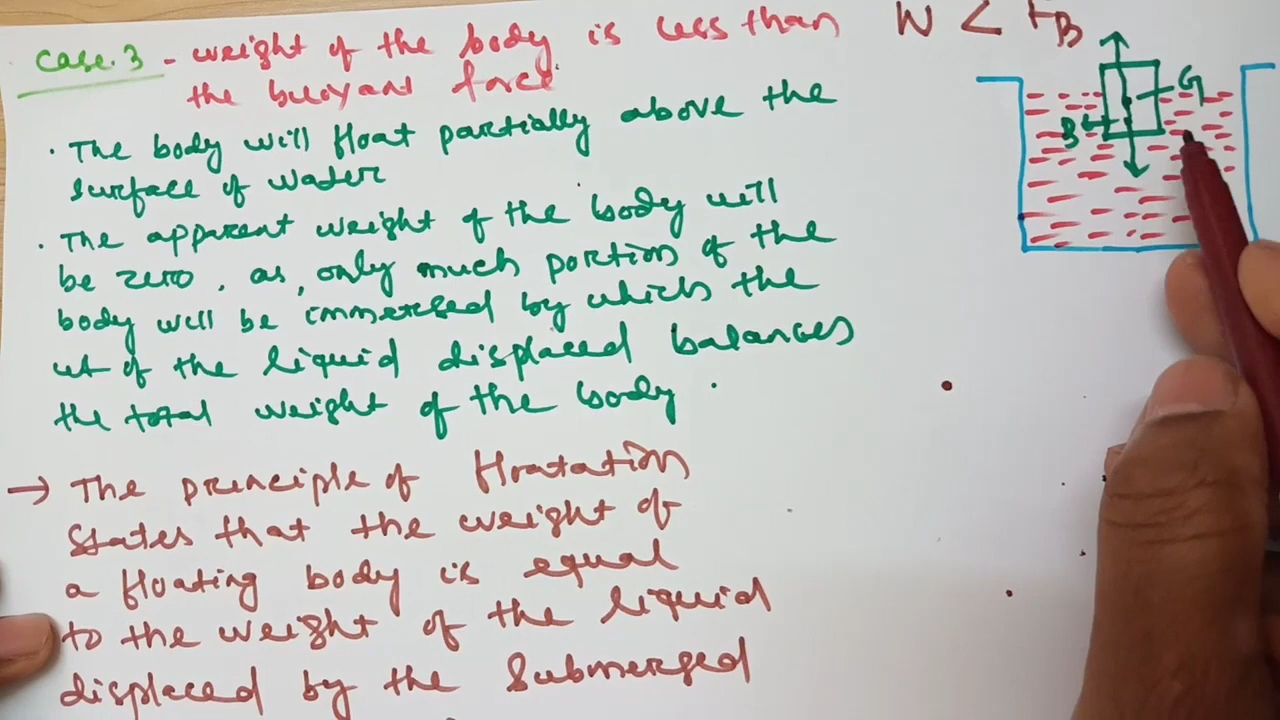 Case.3 - weight of the body is less than
the buoyant force
W < FB
G
B
. The body will float partially above the
surface of water
. The apparent weight of the body will
be zero. as, only much portion of the
body will be immersed by which the
wt of the liquid displaced balances
the total weight of the body.
→ The principle of floatation
states that the weight of
a floating body is equal
to the weight of the liquid
displaced by the submerged